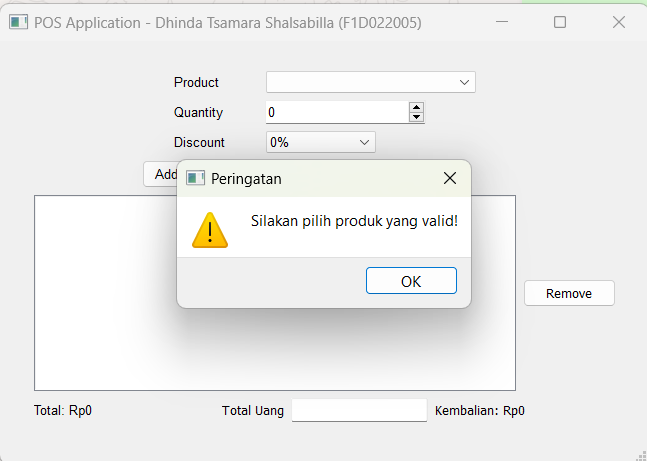 POS Application - Dhinda Tsamara Shalsabilla (F1D022005)
Product
Quantity 0
Discount 0%
Add
Peringatan
Silakan pilih produk yang valid!
OK
Remove
Total: Rp0 Total Uang Kembalian: Rp0